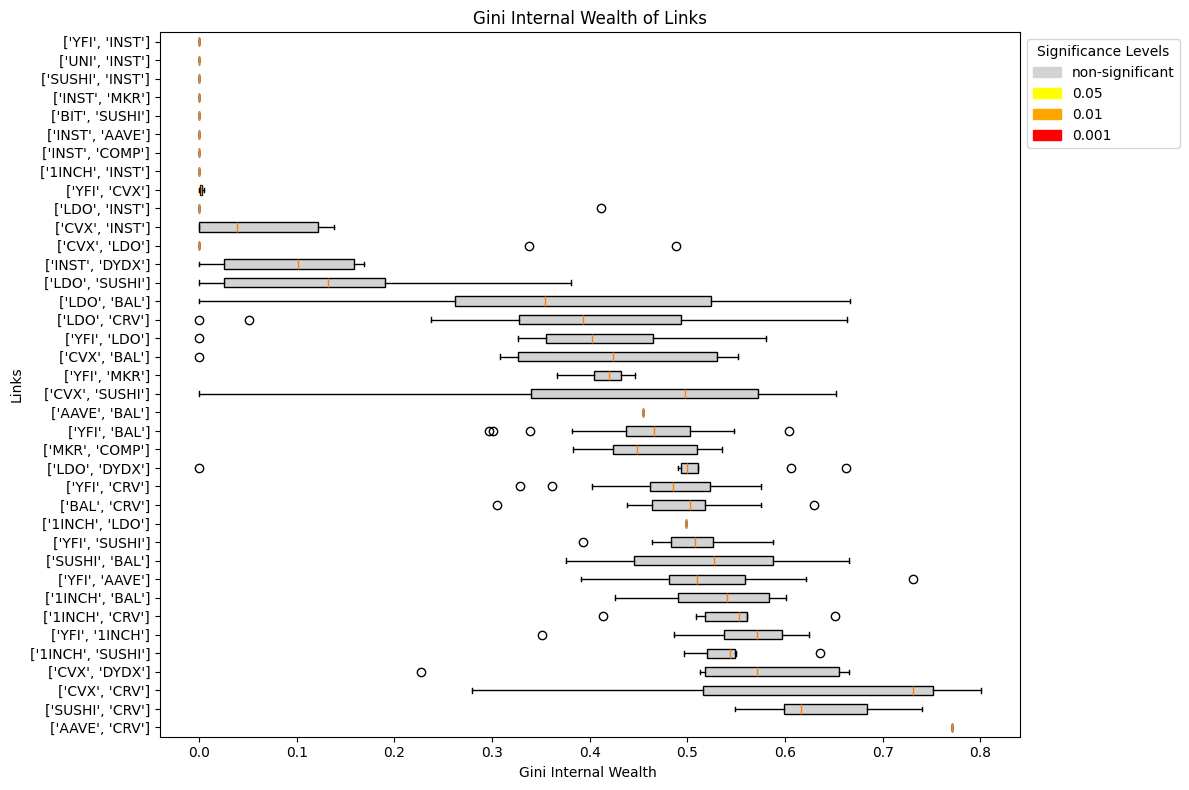 Gini Internal Wealth of Links
['YFI', 'INST']
['UNI', 'INST']
['SUSHI', 'INST']
['INST', 'MKR']
['BIT', 'SUSHI']
['INST', 'AAVE']
['INST', 'COMP']
['1INCH', 'INST']
['YFI', 'CVX']
['LDO', 'INST']
['CVX', 'INST']
['CVX', 'LDO']
['INST', 'DYDX']
['LDO', 'SUSHI']
['LDO', 'BAL']
['LDO', 'CRV']
['YFI', 'LDO']
['CVX', 'BAL']
['YFI', 'MKR']
['CVX', 'SUSHI']
['AAVE', 'BAL']
['YFI', 'BAL']
['MKR', 'COMP']
['LDO', 'DYDX']
['YFI', 'CRV']
['BAL', 'CRV']
['1INCH', 'LDO']
['YFI', 'SUSHI']
['SUSHI', 'BAL']
['YFI', 'AAVE']
['1INCH', 'BAL']
['1INCH', 'CRV']
['YFI', '1INCH']
['1INCH', 'SUSHI']
['CVX', 'DYDX']
['CVX', 'CRV']
['SUSHI', 'CRV']
['AAVE', 'CRV']
Links
0.0 0.1 0.2 0.3 0.4 0.5 0.6 0.7 0.8
Gini Internal Wealth
Significance Levels
non-significant
0.05
0.01
0.001